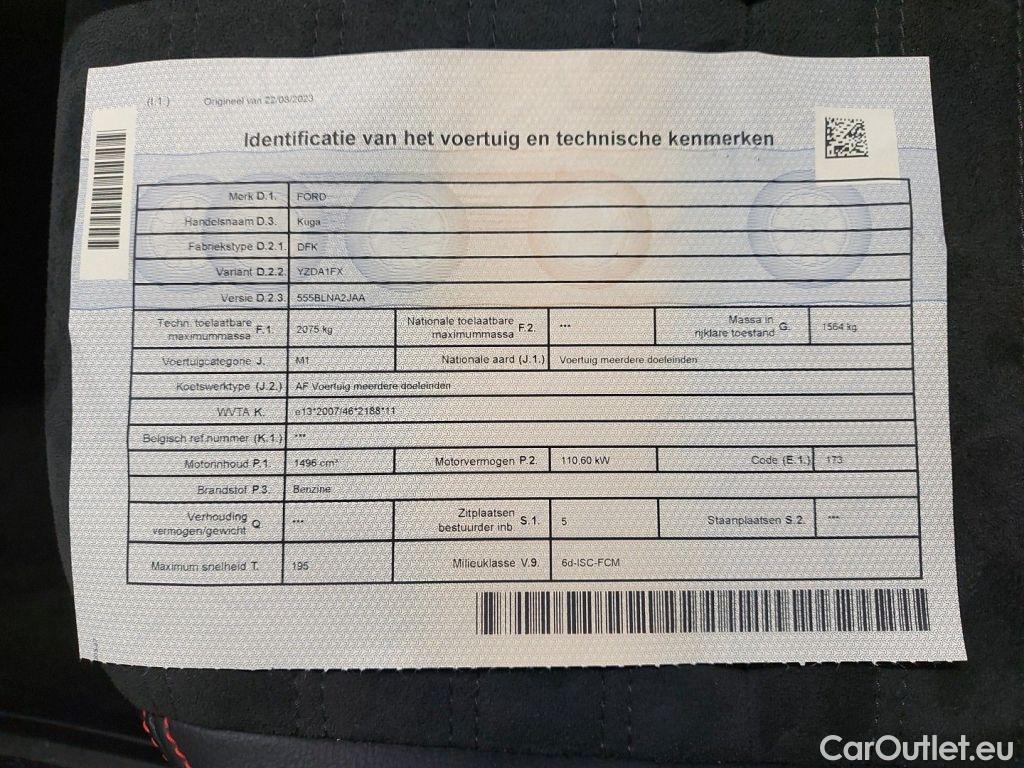 (I.1.) Origineel van 22/08/2023
Identificatie van het voertuig en technische kenmerken
Merk D.1. FORD
Handelsnaam D.3. Kuga
Fabriekstype D.2.1. DFK
Variant D.2.2. YZDA1FX
Versie D.2.3. 555BLNA2JAA
Techn. toelaatbare maximummassa F.1. 2075 kg Nationale toelaatbare maximummassa F.2. *** Massa in rijklare toestand G. 1564 kg
Voertuigcategorie J. M1 Nationale aard (J.1.) Voertuig meerdere doeleinden
Koetswerktype (J.2.) AF Voertuig meerdere doeleinden
WVTA K. e13*2007/46*2188*11
Belgisch ref.nummer (K.1.) ***
Motorinhoud P.1. 1496 cm³ Motorvermogen P.2. 110,60 kW Code (E.1.) 173
Brandstof P.3. Benzine
Verhouding vermogen/gewicht Q *** Zitplaatsen bestuurder inb. S.1. 5 Staanplaatsen S.2. ***
Maximum snelheid T. 195 Milieuklasse V.9. 6d-ISC-FCM
CarOutlet.eu